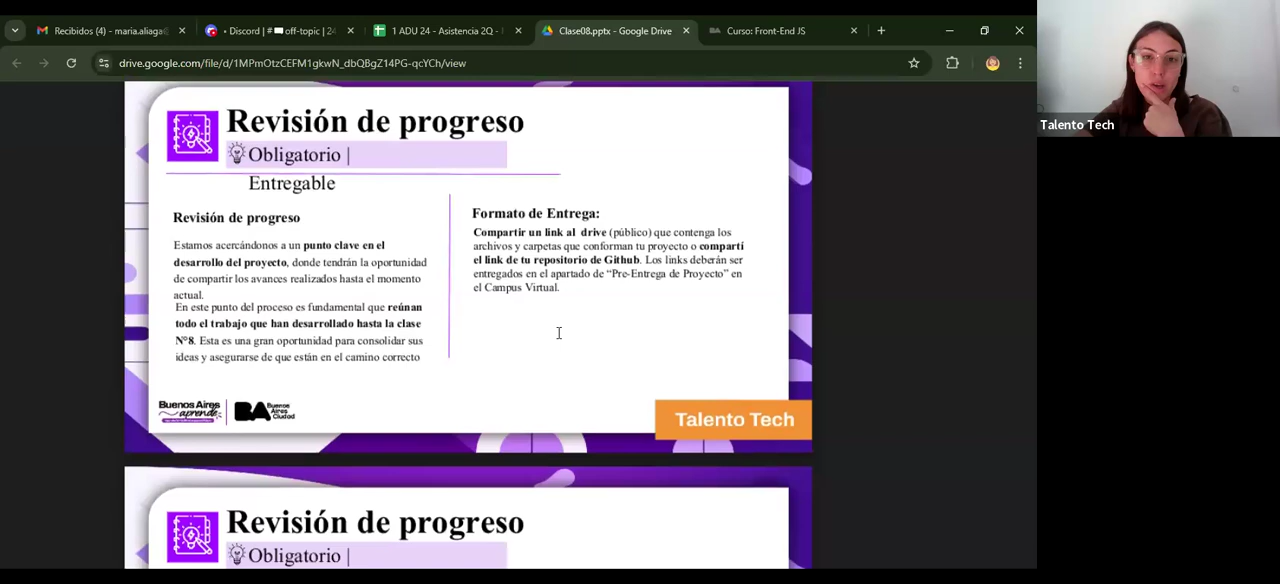 Recibidos (4) - maria.aliaga
• Discord | #
off-topic | 24
1 ADU 24 - Asistencia 2Q -
Clase08.pptx - Google Drive
Curso: Front-End JS
drive.google.com/file/d/1MPmOtzCEFM1gkwN_dbQBgZ14PG-qcYCh/view
Talento Tech
Revisión de progreso
Obligatorio |
Entregable
Revisión de progreso
Estamos acercándonos a un punto clave en el
desarrollo del proyecto, donde tendrán la oportunidad
de compartir los avances realizados hasta el momento
actual.
En este punto del proceso es fundamental que reúnan
todo el trabajo que han desarrollado hasta la clase
N°8. Esta es una gran oportunidad para consolidar sus
ideas y asegurarse de que están en el camino correcto
Formato de Entrega:
Compartir un link al drive (público) que contenga los
archivos y carpetas que conforman tu proyecto o compartí
el link de tu repositorio de Github. Los links deberán ser
entregados en el apartado de “Pre-Entrega de Proyecto” en
el Campus Virtual.
Buenos Aires
aprende
BA
Buenos
Aires
Ciudad
Talento Tech
Revisión de progreso
Obligatorio |